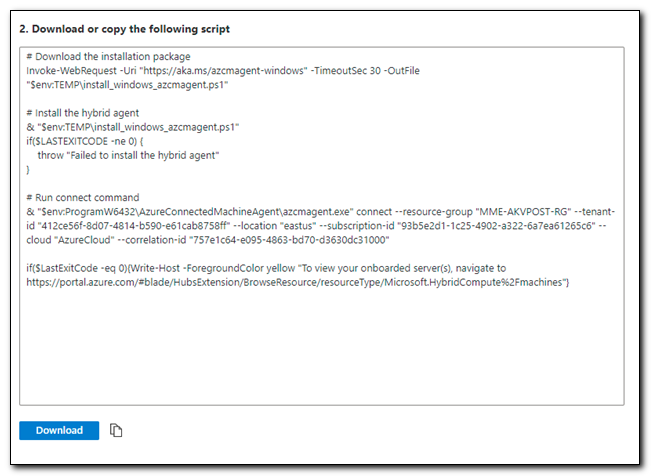 2. Download or copy the following script
# Download the installation package
Invoke-WebRequest -Uri "https://aka.ms/azcmagent-windows" -TimeoutSec 30 -OutFile
"$env:TEMP\install_windows_azcmagent.ps1"
# Install the hybrid agent
& "$env:TEMP\install_windows_azcmagent.ps1"
if($LASTEXITCODE -ne 0) {
throw "Failed to install the hybrid agent"
}
# Run connect command
& "$env:ProgramW6432\AzureConnectedMachineAgent\azcmagent.exe" connect --resource-group "MME-AKVPOST-RG" --tenant-
id "412ce56f-8d07-4814-b590-e61cab8758ff" --location "eastus" --subscription-id "93b5e2d1-1c25-4902-a322-6a7ea61265c6" --
cloud "AzureCloud" --correlation-id "757e1c64-e095-4863-bd70-d3630dc31000"
if($LastExitCode -eq 0){Write-Host -ForegroundColor yellow "To view your onboarded server(s), navigate to
https://portal.azure.com/#blade/HubsExtension/BrowseResource/resourceType/Microsoft.HybridCompute%2Fmachines"}
Download